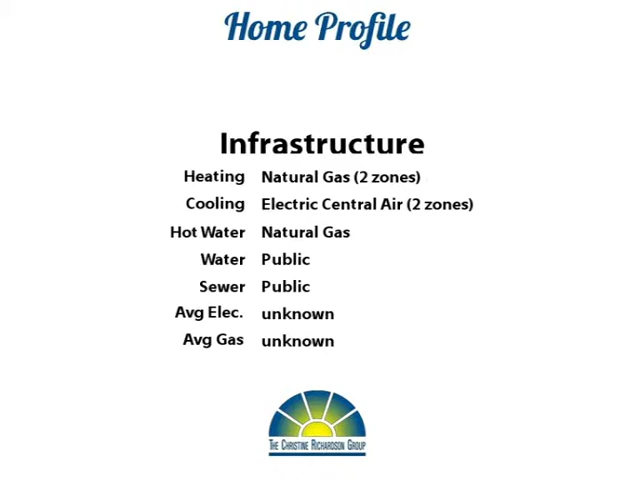 Home Profile
Infrastructure
Heating Natural Gas (2 zones)
Cooling Electric Central Air (2 zones)
Hot Water Natural Gas
Water Public
Sewer Public
Avg Elec. unknown
Avg Gas unknown
THE CHRISTINE RICHARDSON GROUP